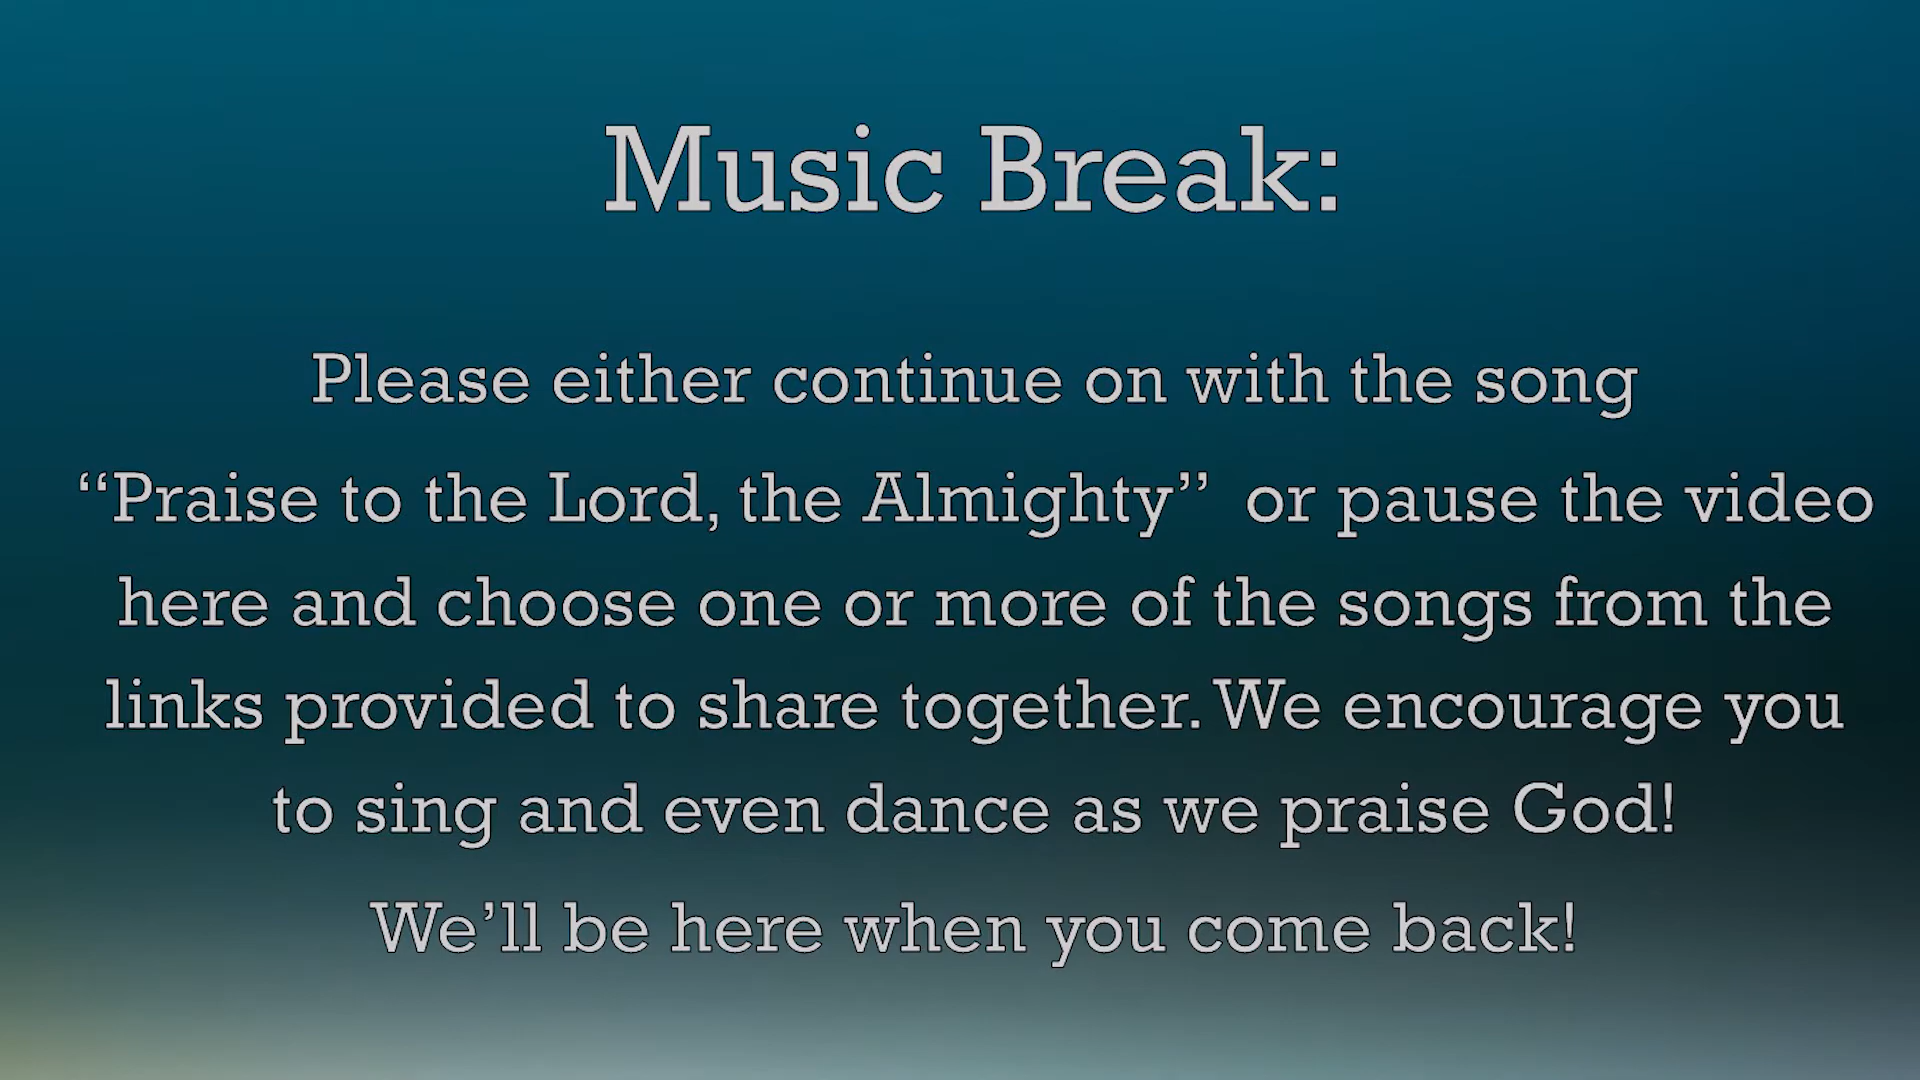 Music Break:
Please either continue on with the song
“Praise to the Lord, the Almighty” or pause the video
here and choose one or more of the songs from the
links provided to share together. We encourage you
to sing and even dance as we praise God!
We’ll be here when you come back!